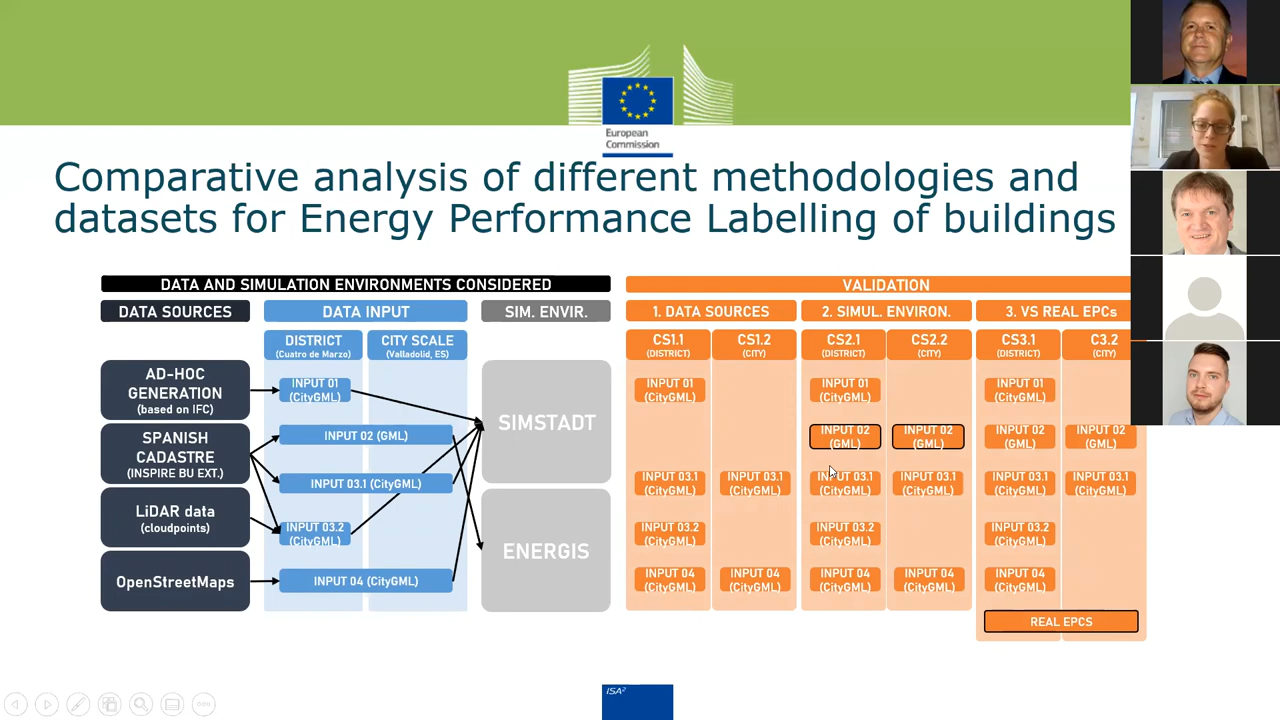 European
Commission
Comparative analysis of different methodologies and
datasets for Energy Performance Labelling of buildings
DATA AND SIMULATION ENVIRONMENTS CONSIDERED
DATA SOURCES
DATA INPUT
SIM. ENVIR.
DISTRICT
(Cuatro de Marzo)
CITY SCALE
(Valladolid, ES)
AD-HOC
GENERATION
(based on IFC)
SPANISH
CADASTRE
(INSPIRE BU EXT.)
LiDAR data
(cloudpoints)
OpenStreetMaps
INPUT 01
(CityGML)
INPUT 02 (GML)
INPUT 03.1 (CityGML)
INPUT 03.2
(CityGML)
INPUT 04 (CityGML)
SIMSTADT
ENERGIS
VALIDATION
1. DATA SOURCES
2. SIMUL. ENVIRON.
3. VS REAL EPCs
CS1.1
(DISTRICT)
CS1.2
(CITY)
CS2.1
(DISTRICT)
CS2.2
(CITY)
CS3.1
(DISTRICT)
C3.2
(CITY)
INPUT 01
(CityGML)
INPUT 01
(CityGML)
INPUT 01
(CityGML)
INPUT 02
(GML)
INPUT 02
(GML)
INPUT 02
(GML)
INPUT 02
(GML)
INPUT 03.1
(CityGML)
INPUT 03.1
(CityGML)
INPUT 03.1
(CityGML)
INPUT 03.1
(CityGML)
INPUT 03.1
(CityGML)
INPUT 03.1
(CityGML)
INPUT 03.2
(CityGML)
INPUT 03.2
(CityGML)
INPUT 03.2
(CityGML)
INPUT 04
(CityGML)
INPUT 04
(CityGML)
INPUT 04
(CityGML)
INPUT 04
(CityGML)
INPUT 04
(CityGML)
REAL EPCS
ISA²